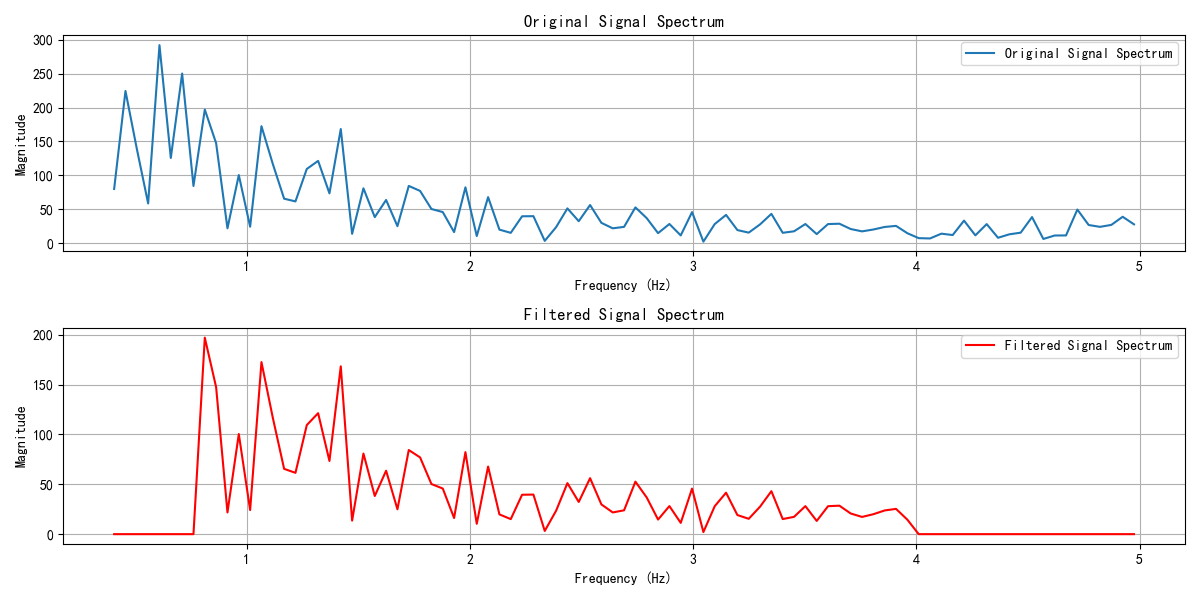 Original Signal Spectrum
300
250
200
150
100
50
0
Magnitude
Original Signal Spectrum
1 2 3 4 5
Frequency (Hz)
Filtered Signal Spectrum
200
150
100
50
0
Magnitude
Filtered Signal Spectrum
1 2 3 4 5
Frequency (Hz)